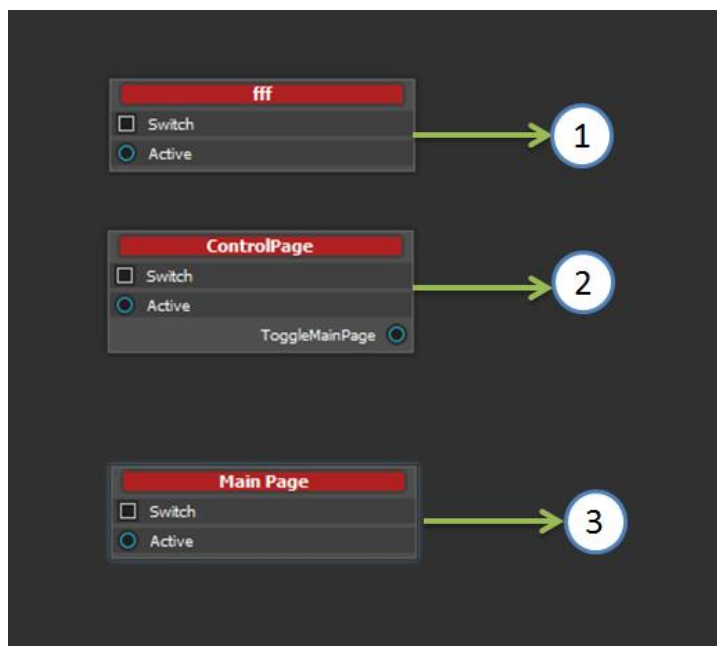 fff
Switch
Active
1
ControlPage
Switch
Active
ToggleMainPage
2
Main Page
Switch
Active
3